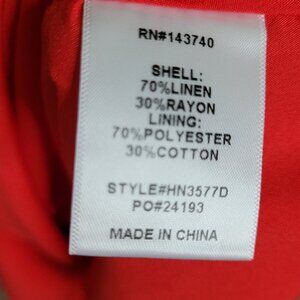 RN#143740
SHELL:
70%LINEN
30%RAYON
LINING:
70%POLYESTER
30%COTTON
STYLE#HN3577D
PO#24193
MADE IN CHINA